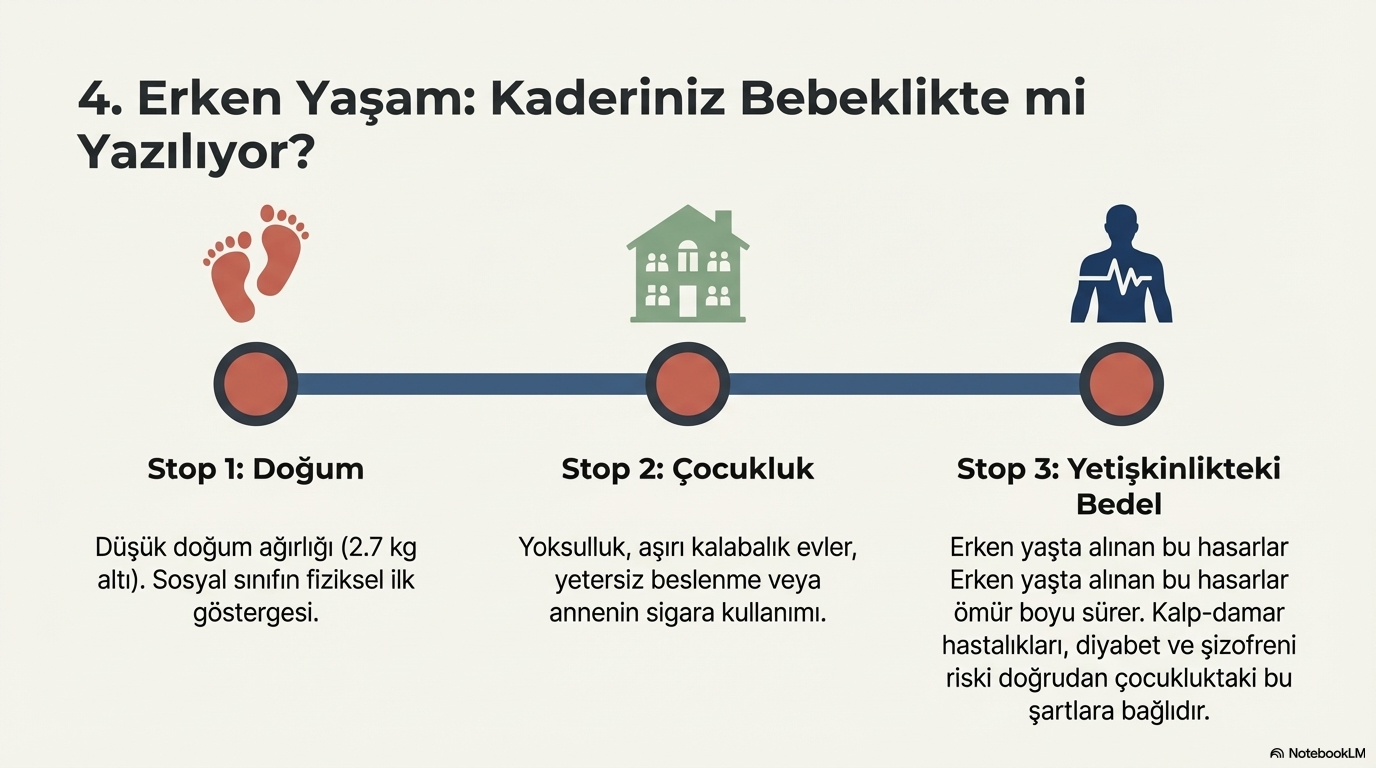 4. Erken Yaşam: Kaderiniz Bebeklikte mi
Yazılıyor?
Stop 1: Doğum
Düşük doğum ağırlığı (2.7 kg
altı). Sosyal sınıfın fiziksel ilk
göstergesi.
Stop 2: Çocukluk
Yoksulluk, aşırı kalabalık evler,
yetersiz beslenme veya
annenin sigara kullanımı.
Stop 3: Yetişkinlikteki
Bedel
Erken yaşta alınan bu hasarlar
Erken yaşta alınan bu hasarlar
ömür boyu sürer. Kalp-damar
hastalıkları, diyabet ve şizofreni
riski doğrudan çocukluktaki bu
şartlara bağlıdır.
NotebookLM